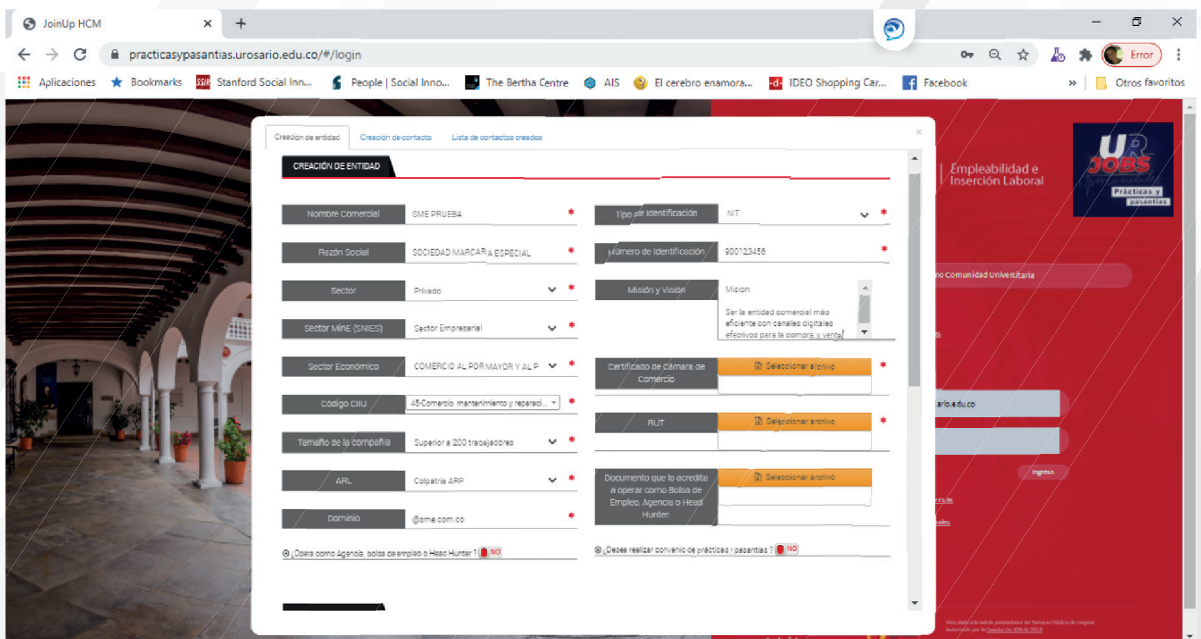 JoinUp HCM
practicasypasantias.urosario.edu.co/#/login
Error
Aplicaciones
Bookmarks
Stanford Social Inn...
People | Social Inno...
The Bertha Centre
AIS
El cerebro enamora...
IDEO Shopping Car...
Facebook
Otros favoritos
Creación de entidad
Creación de contacto
Lista de contactos creados
CREACIÓN DE ENTIDAD
Nombre Comercial
SME PRUEBA
*
Razón Social
SOCIEDAD MARCARIA ESPECIAL
*
Sector
Privado
*
Sector MinE (SNIES)
Sector Empresarial
*
Sector Económico
COMERCIO AL POR MAYOR Y AL P
*
Código CIIU
45-Comercio, mantenimiento y reparaci...
*
Tamaño de la compañía
Superior a 200 trabajadores
*
ARL
Colpatria ARP
*
Dominio
@sme.com.co
*
¿Opera como Agencia, bolsa de empleo o Head Hunter ?
NO
Tipo de Identificación
NIT
*
Número de Identificación
900123456
*
Misión y Visión
Mision
Ser la entidad comercial más
eficiente con canales digitales
efectivos para la compra y venta
Certificado de Cámara de
Comercio
Seleccionar archivo
*
RUT
Seleccionar archivo
*
Documento que lo acredita
a operar como Bolsa de
Empleo, Agencia o Head
Hunter:
Seleccionar archivo
¿Desea realizar convenio de prácticas y pasantias ?
NO
Empleabilidad e
Inserción Laboral
UR
JOBS
Prácticas y
pasantías
no Comunidad Universitaria
ario.edu.co
Ingreso